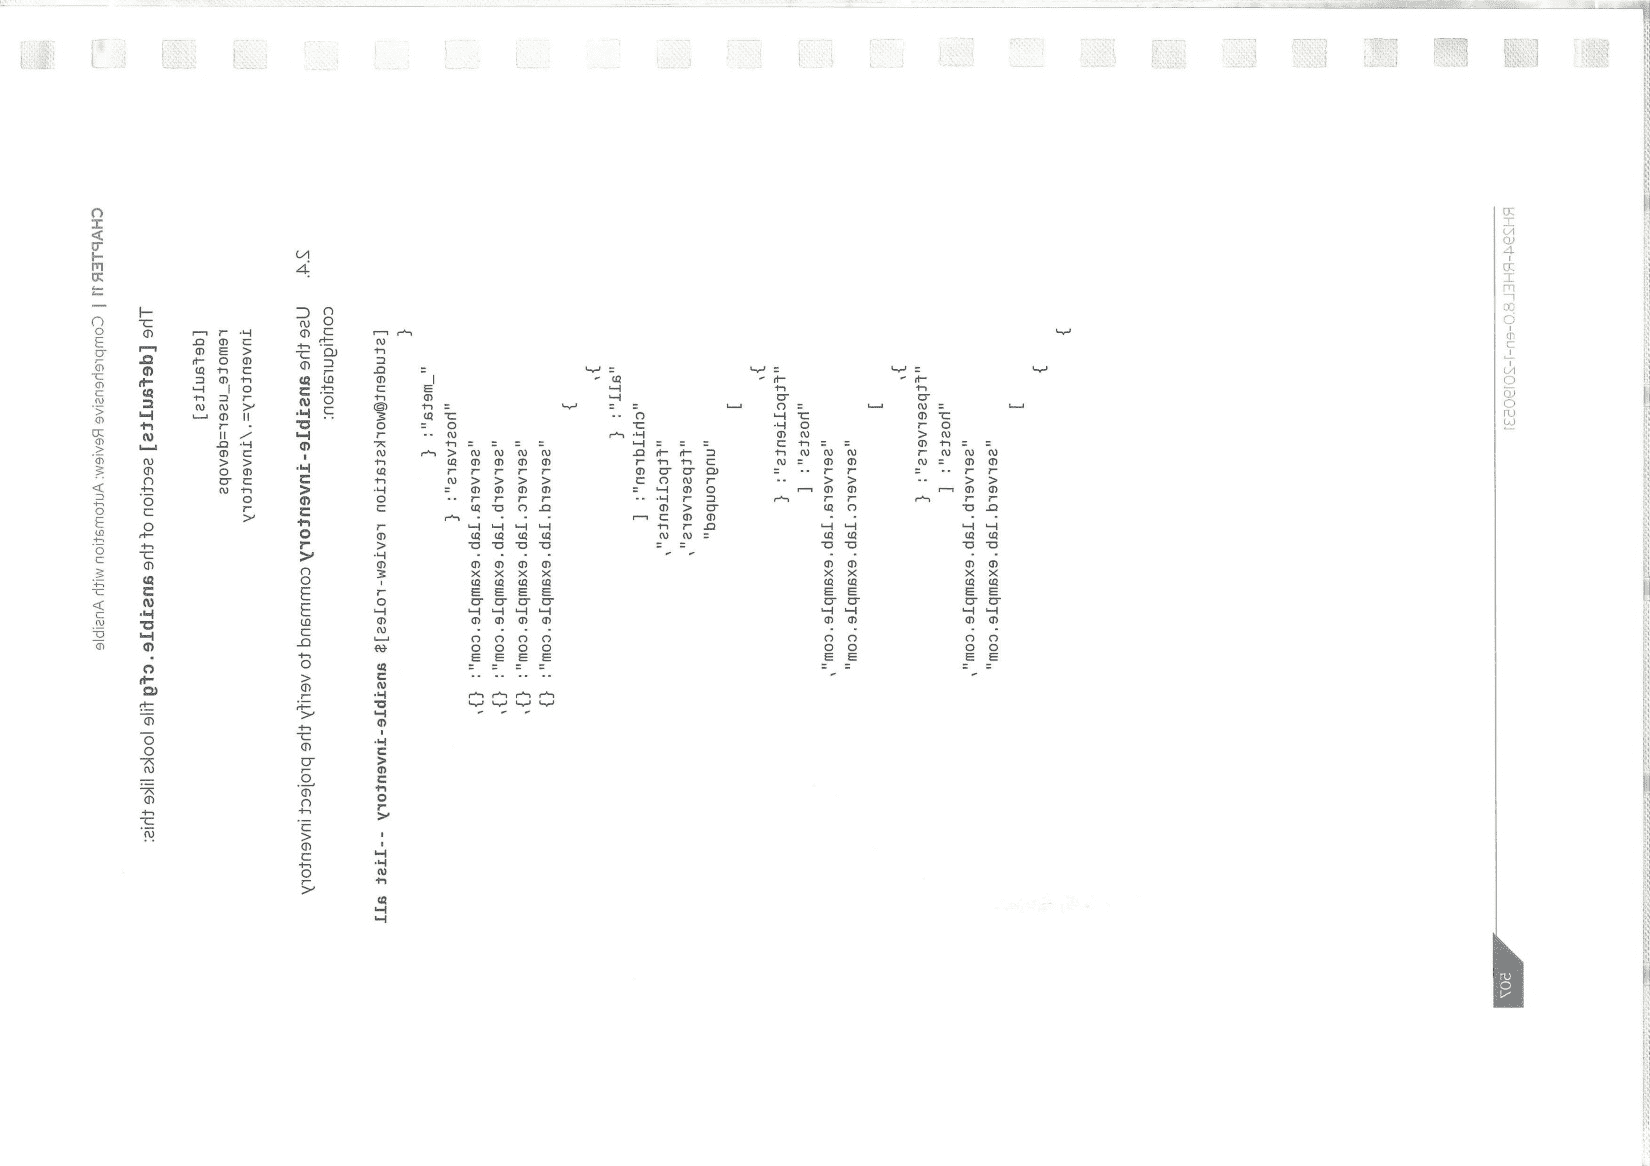 CHAPTER 11 | Comprehensive Review: Automation with Ansible
The [defaults] section of the ansible.cfg file looks like this:
[defaults]
remote_user=devops
inventory=./inventory
4.2. Use the ansible-inventory command to verify the project inventory
configuration:
[student@workstation review-roles]$ ansible-inventory --list all
{
    "_meta": {
        "hostvars": {
            "servera.lab.example.com": {},
            "serverb.lab.example.com": {},
            "serverc.lab.example.com": {},
            "serverd.lab.example.com": {}
        }
    },
    "all": {
        "children": [
            "ftpclients",
            "ftpservers",
            "ungrouped"
        ]
    },
    "ftpclients": {
        "hosts": [
            "servera.lab.example.com",
            "serverc.lab.example.com"
        ]
    },
    "ftpservers": {
        "hosts": [
            "serverb.lab.example.com",
            "serverd.lab.example.com"
        ]
    }
}
RH294-RHEL8.0-en-1-20190531
507